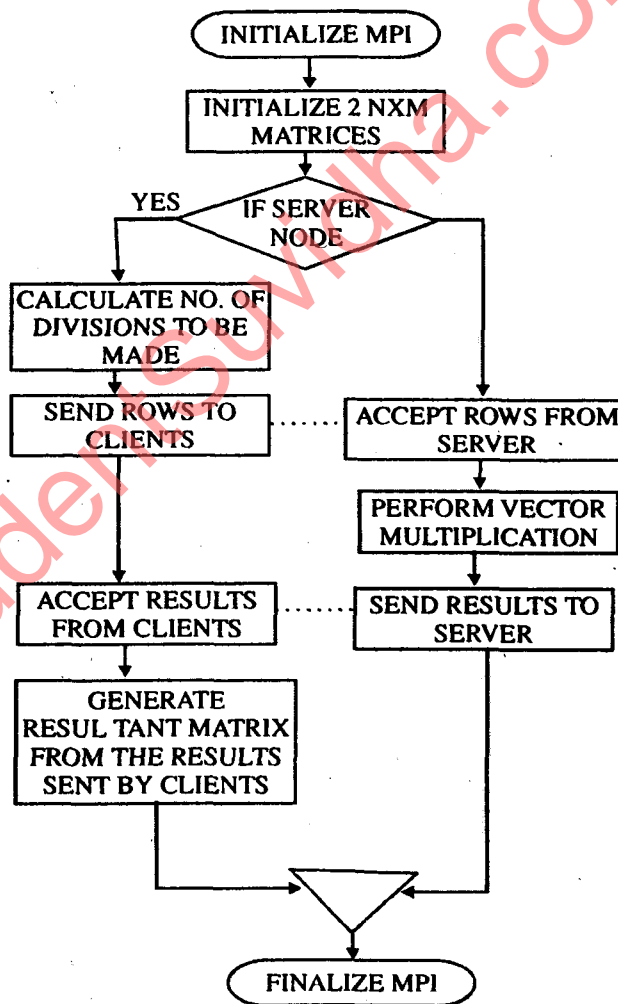 INITIALIZE MPI
INITIALIZE 2 NXM
MATRICES
YES
IF SERVER
NODE
CALCULATE NO. OF
DIVISIONS TO BE
MADE
SEND ROWS TO
CLIENTS
ACCEPT ROWS FROM
SERVER
PERFORM VECTOR
MULTIPLICATION
ACCEPT RESULTS
FROM CLIENTS
SEND RESULTS TO
SERVER
GENERATE
RESUL TANT MATRIX
FROM THE RESULTS
SENT BY CLIENTS
FINALIZE MPI
udentSuvidha.com